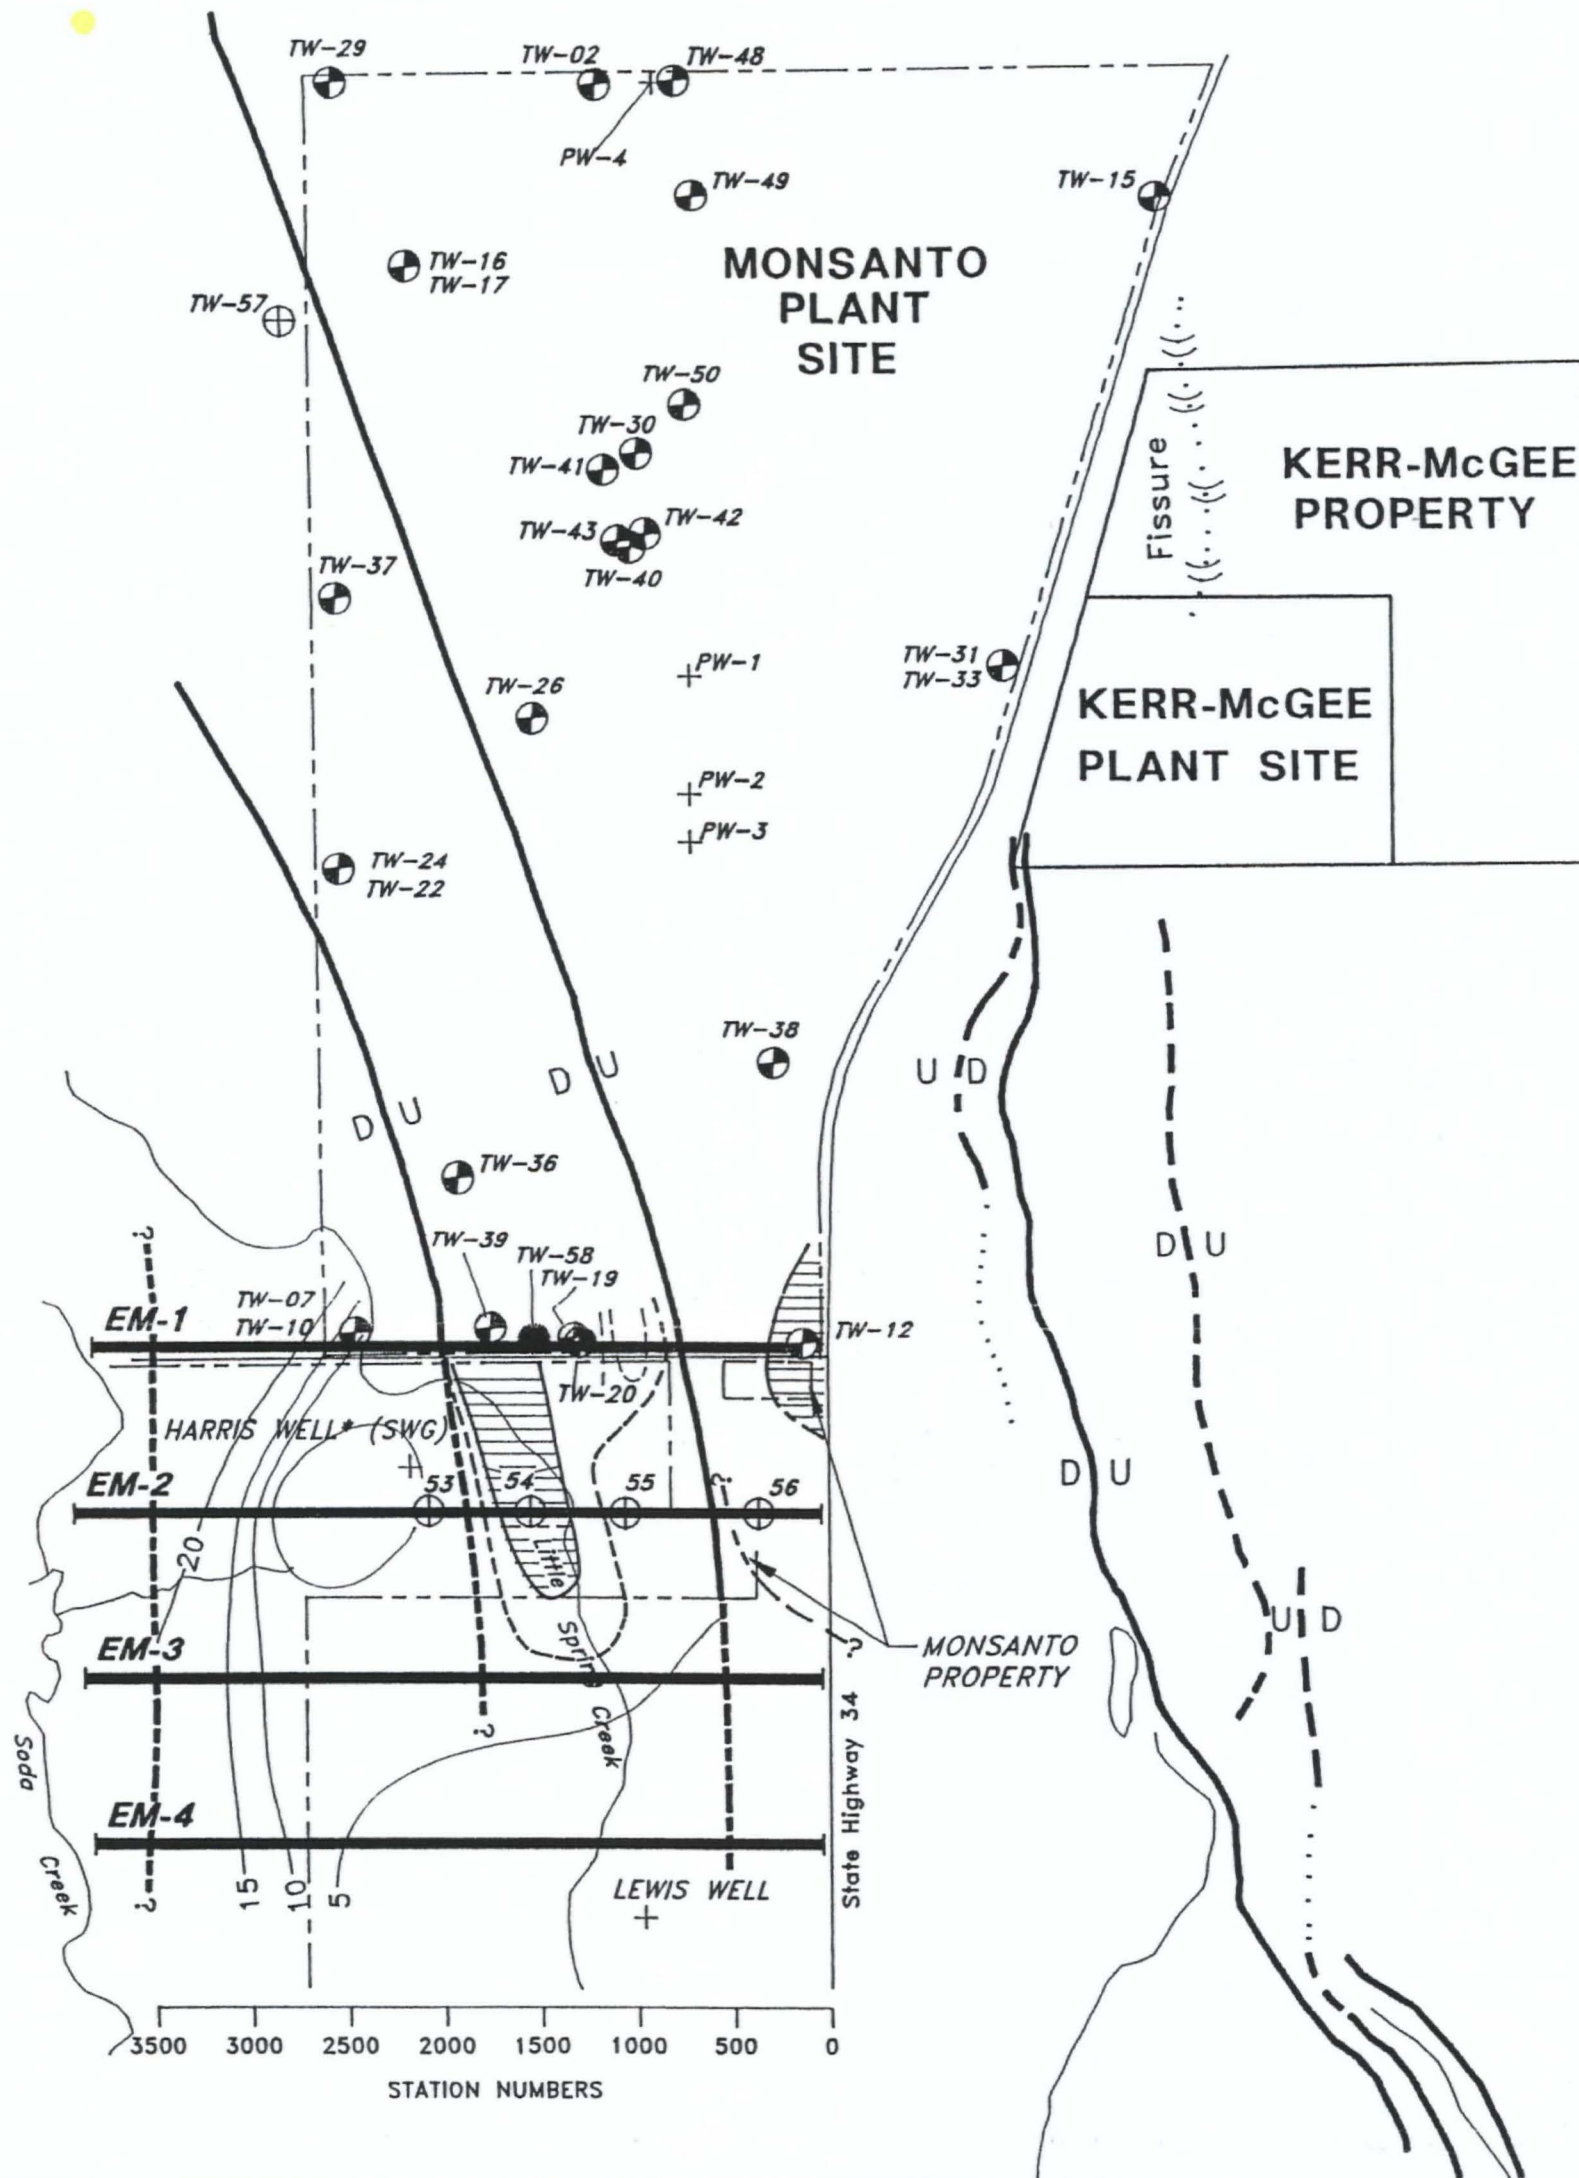 TW-29
TW-02
TW-48
PW-4
TW-49
TW-15
MONSANTO
PLANT
SITE
TW-16
TW-17
TW-57
TW-50
TW-30
TW-41
Fissure
KERR-McGEE
PROPERTY
TW-43
TW-42
TW-40
TW-37
TW-31
TW-33
PW-1
TW-26
KERR-McGEE
PLANT SITE
PW-2
PW-3
TW-24
TW-22
TW-38
D U
U D
D U
TW-36
?
TW-39
TW-58
TW-19
D U
TW-07
TW-10
EM-1
TW-12
TW-20
HARRIS WELL* (SWG)
D U
EM-2
53
54
55
?
56
20
Little
Spring
Creek
U D
EM-3
?
MONSANTO
PROPERTY
?
State Highway 34
Soda
Creek
EM-4
?
15
10
5
LEWIS WELL
3500 3000 2500 2000 1500 1000 500 0
STATION NUMBERS